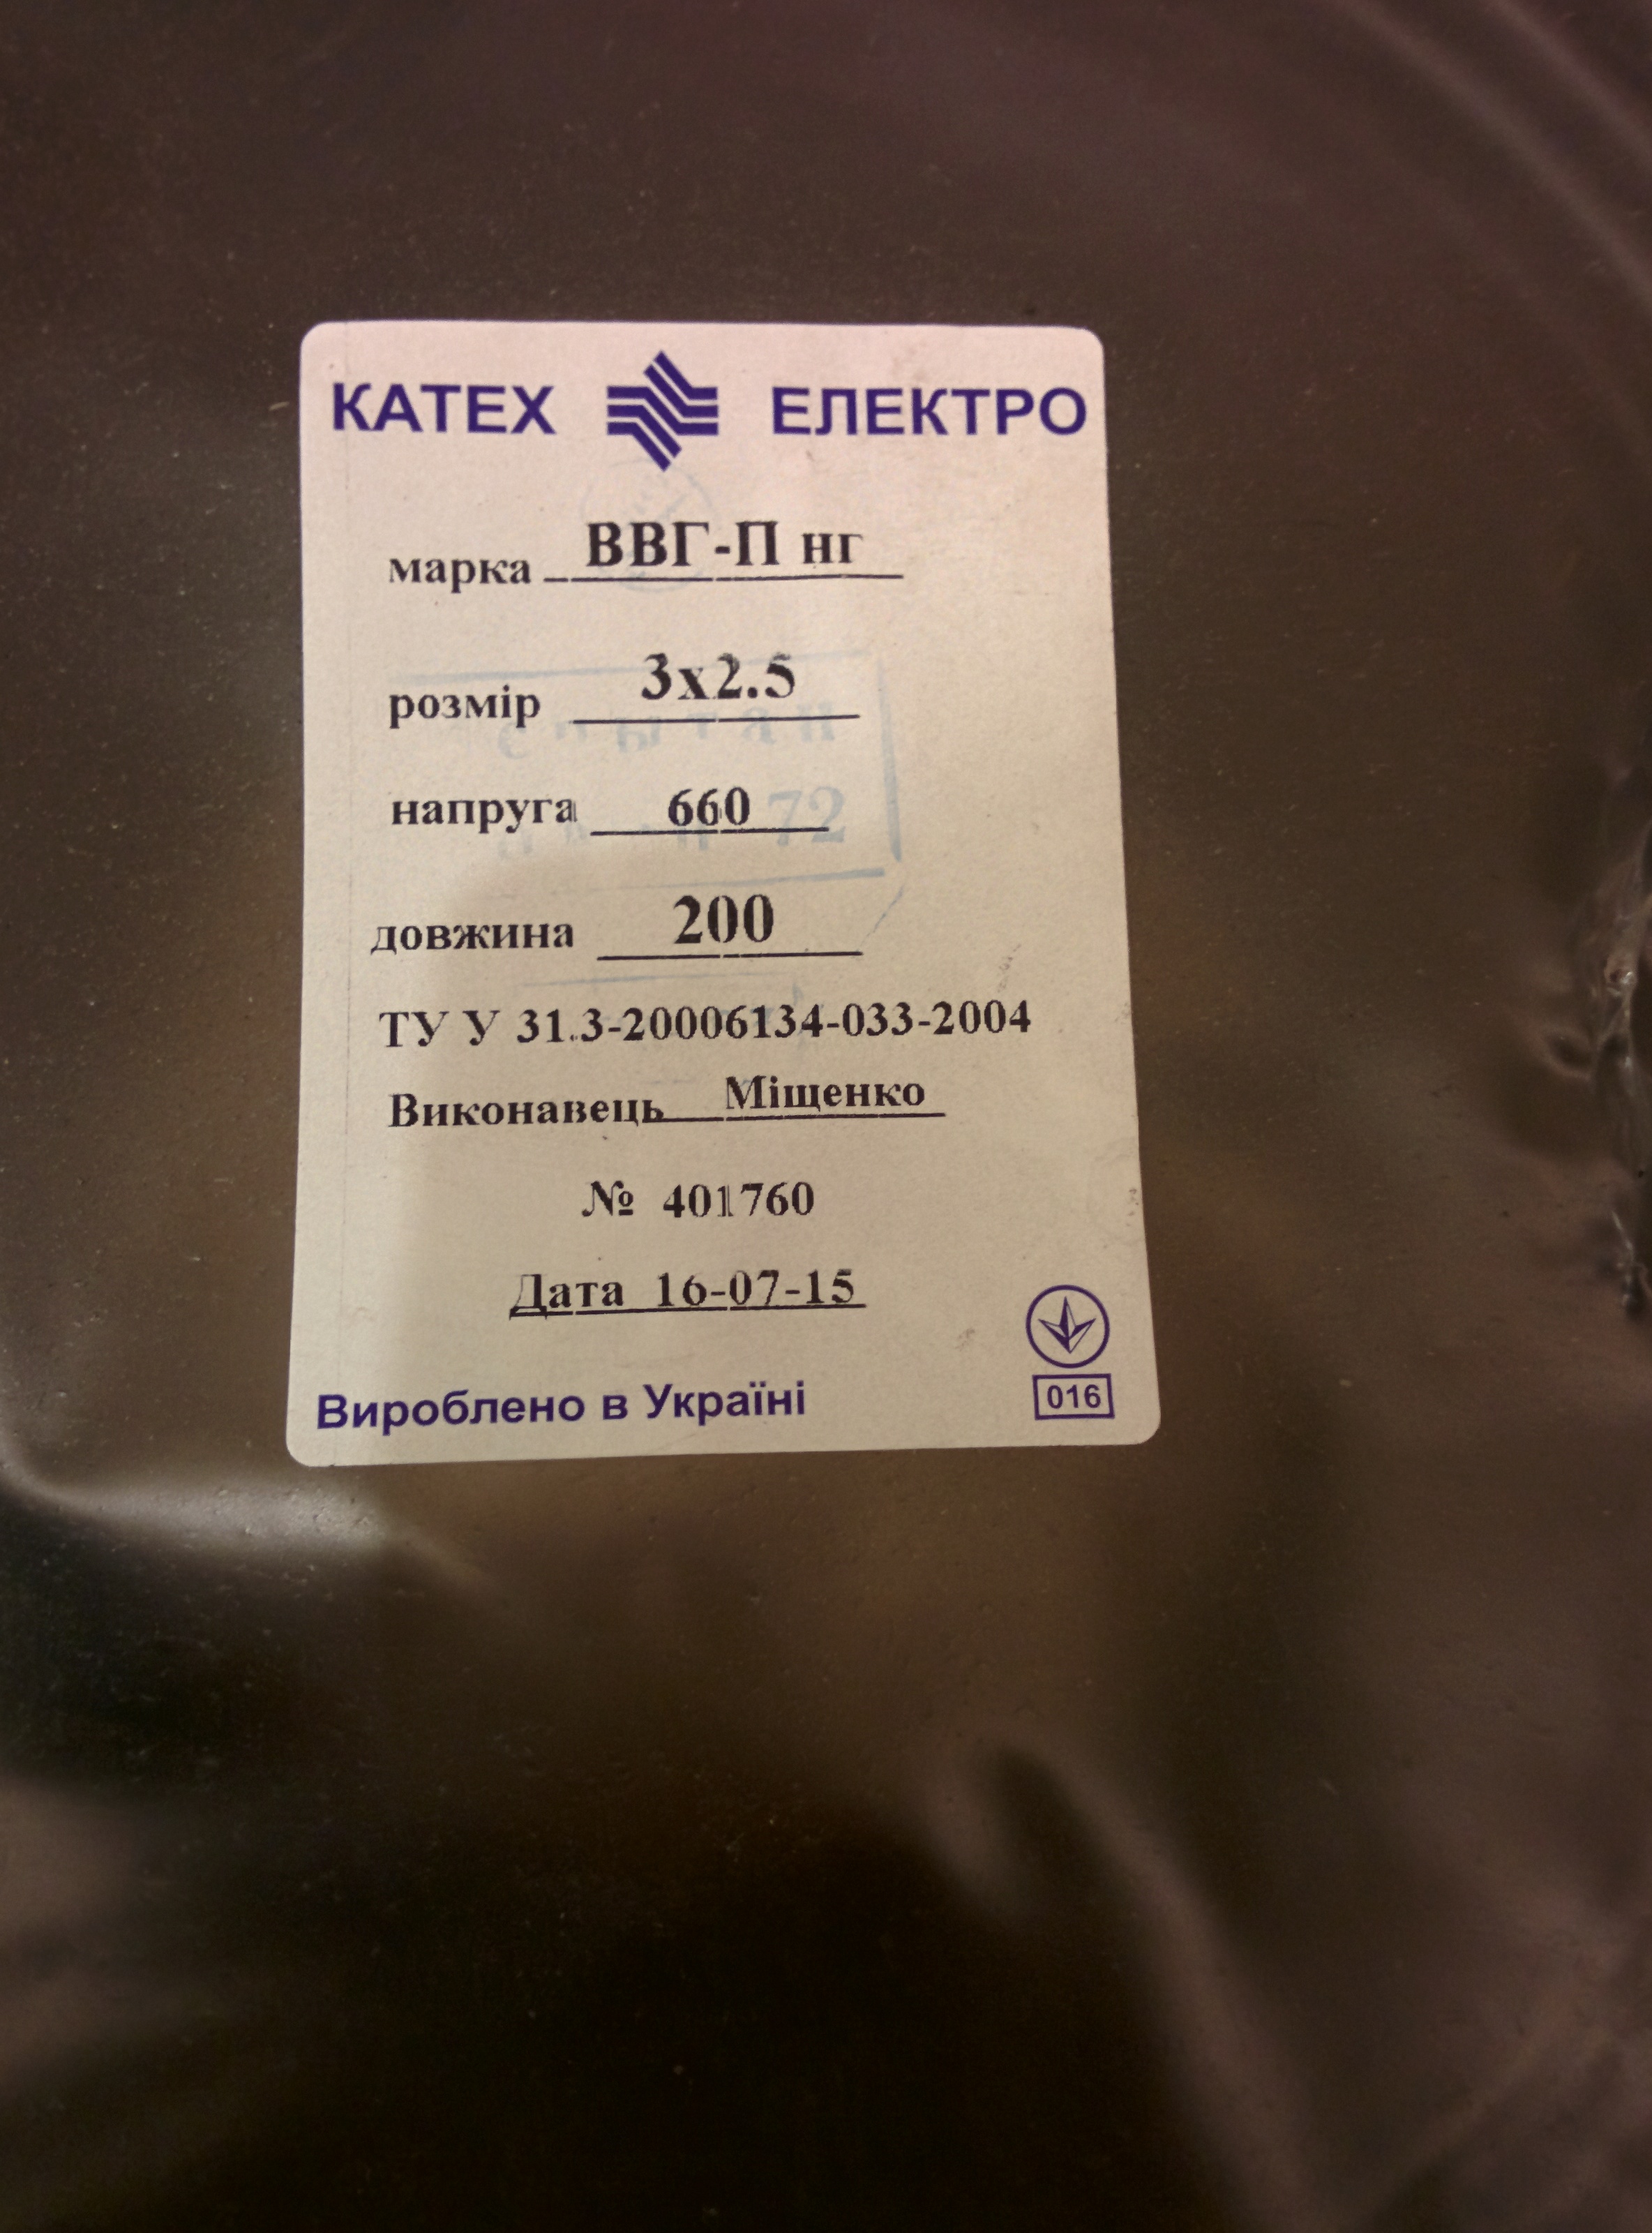 КАТЕХ ЕЛЕКТРО
марка ВВГ-П нг
розмір 3х2.5
напруга 660
72
довжина 200
ТУ У 31.3-20006134-033-2004
Виконавець Міщенко
№ 401760
Дата 16-07-15
016
Вироблено в Україні